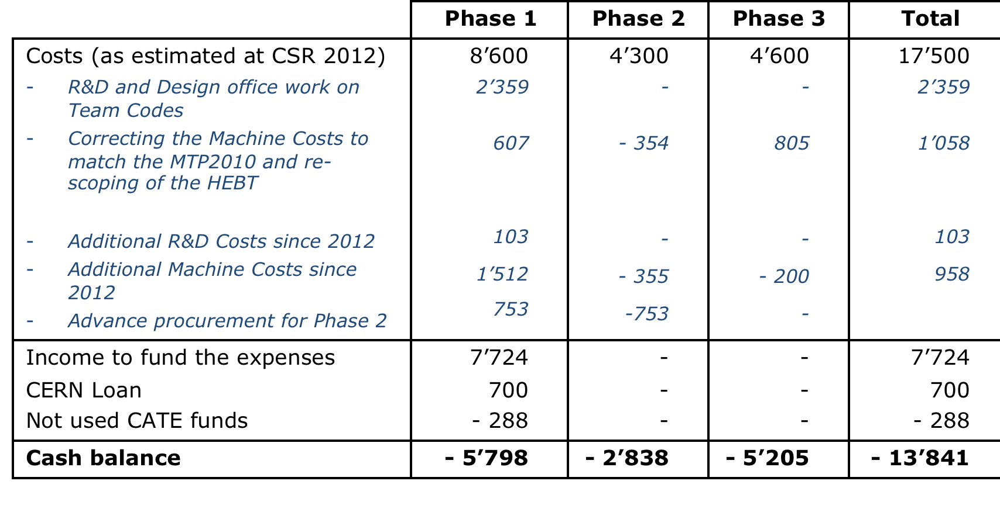 Phase 1 Phase 2 Phase 3 Total
Costs (as estimated at CSR 2012) 8’600 4’300 4’600 17’500
- R&D and Design office work on 2’359 - - 2’359
Team Codes
- Correcting the Machine Costs to 607 - 354 805 1’058
match the MTP2010 and re-
scoping of the HEBT
- Additional R&D Costs since 2012 103 - - 103
- Additional Machine Costs since 1’512 - 355 - 200 958
2012
- Advance procurement for Phase 2 753 -753 -
Income to fund the expenses 7’724 - - 7’724
CERN Loan 700 - - 700
Not used CATE funds - 288 - - - 288
Cash balance - 5’798 - 2’838 - 5’205 - 13’841